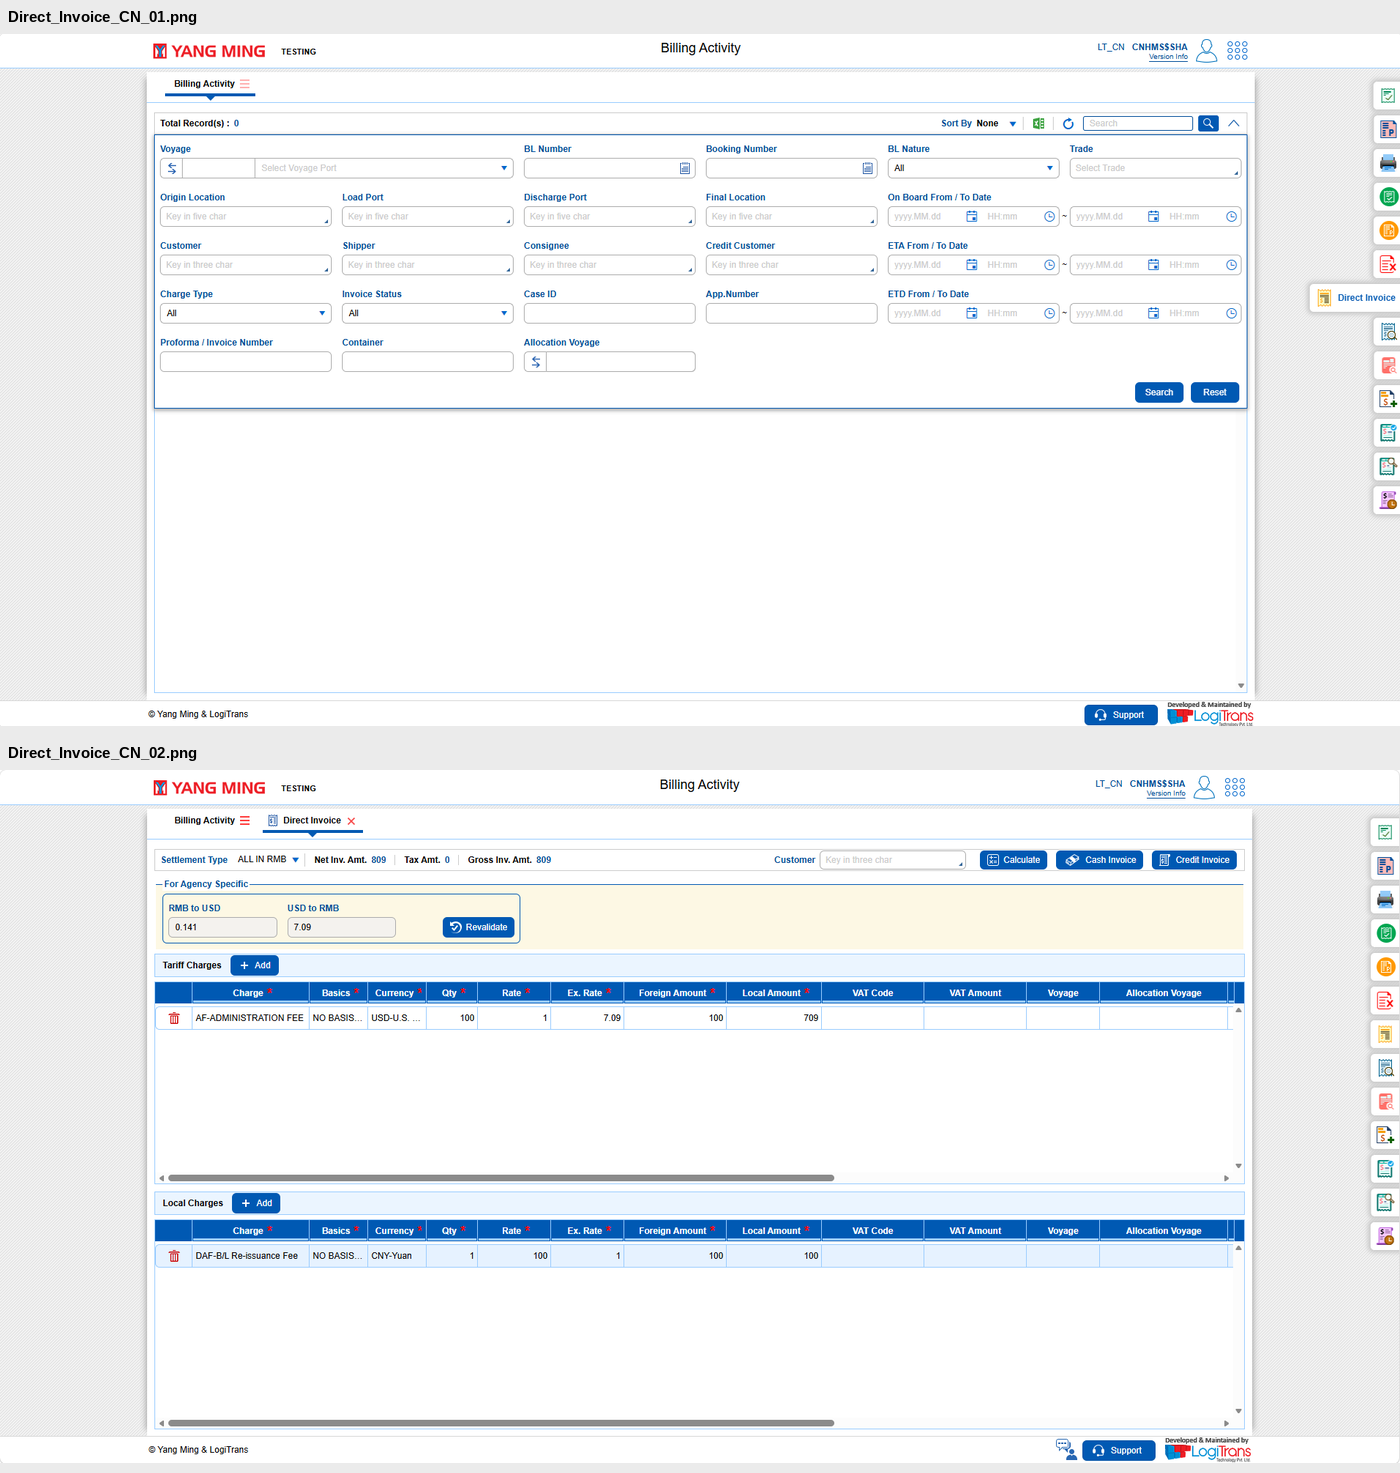 Direct_Invoice_CN_01.png
YANG MING TESTING
Billing Activity
LT_CN CNHMS$SHA
Version Info
Billing Activity
Total Record(s) : 0
Sort By None
Search
Voyage BL Number Booking Number BL Nature Trade
Select Voyage Port All Select Trade
Origin Location Load Port Discharge Port Final Location On Board From / To Date
Key in five char Key in five char Key in five char Key in five char yyyy.MM.dd HH:mm ~ yyyy.MM.dd HH:mm
Customer Shipper Consignee Credit Customer ETA From / To Date
Key in three char Key in three char Key in three char Key in three char yyyy.MM.dd HH:mm ~ yyyy.MM.dd HH:mm
Charge Type Invoice Status Case ID App.Number ETD From / To Date
All All yyyy.MM.dd HH:mm ~ yyyy.MM.dd HH:mm
Proforma / Invoice Number Container Allocation Voyage
Search Reset
Direct Invoice
© Yang Ming & LogiTrans
Support
Developed & Maintained by
LogiTrans
Technology Pvt. Ltd.
Direct_Invoice_CN_02.png
YANG MING TESTING
Billing Activity
LT_CN CNHMS$SHA
Version Info
Billing Activity Direct Invoice
Settlement Type ALL IN RMB Net Inv. Amt. 809 Tax Amt. 0 Gross Inv. Amt. 809 Customer Key in three char Calculate Cash Invoice Credit Invoice
For Agency Specific
RMB to USD USD to RMB
0.141 7.09 Revalidate
Tariff Charges + Add
Charge * Basics * Currency * Qty * Rate * Ex. Rate * Foreign Amount * Local Amount * VAT Code VAT Amount Voyage Allocation Voyage
AF-ADMINISTRATION FEE NO BASIS... USD-U.S. ... 100 1 7.09 100 709
Local Charges + Add
Charge * Basics * Currency * Qty * Rate * Ex. Rate * Foreign Amount * Local Amount * VAT Code VAT Amount Voyage Allocation Voyage
DAF-B/L Re-issuance Fee NO BASIS... CNY-Yuan 1 100 1 100 100
© Yang Ming & LogiTrans
Support
Developed & Maintained by
LogiTrans
Technology Pvt. Ltd.